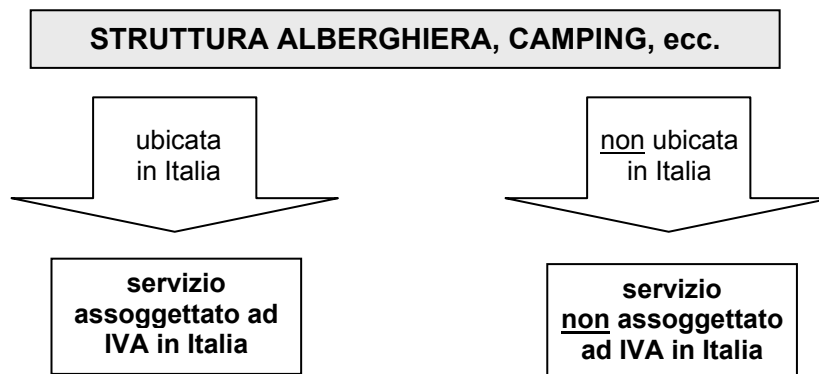 STRUTTURA ALBERGHIERA, CAMPING, ecc.
ubicata
in Italia
non ubicata
in Italia
servizio
assoggettato ad
IVA in Italia
servizio
non assoggettato
ad IVA in Italia